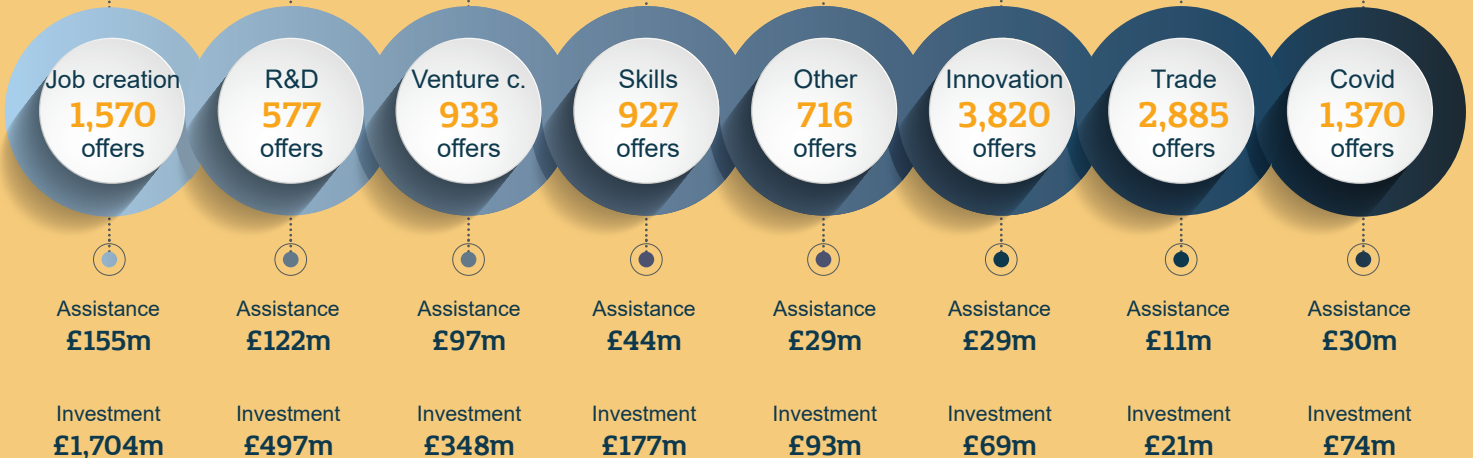 Job creation
1,570
offers
R&D
577
offers
Venture c.
933
offers
Skills
927
offers
Other
716
offers
Innovation
3,820
offers
Trade
2,885
offers
Covid
1,370
offers
Assistance
£155m
Assistance
£122m
Assistance
£97m
Assistance
£44m
Assistance
£29m
Assistance
£29m
Assistance
£11m
Assistance
£30m
Investment
£1,704m
Investment
£497m
Investment
£348m
Investment
£177m
Investment
£93m
Investment
£69m
Investment
£21m
Investment
£74m